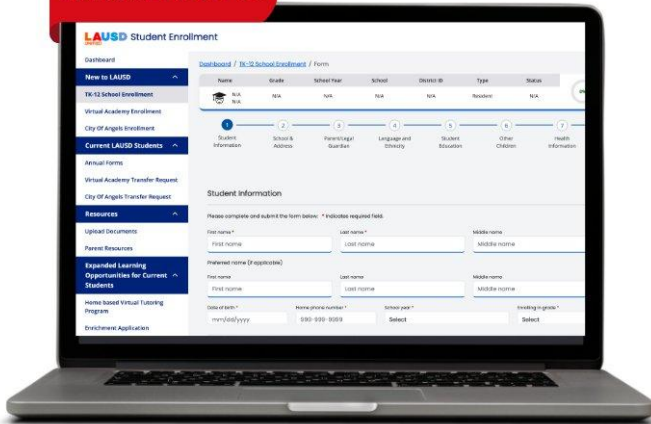 LAUSD Student Enrollment
UNIFIED
Dashboard
New to LAUSD
TK-12 School Enrollment
Virtual Academy Enrollment
City Of Angels Enrollment
Current LAUSD Students
Annual Forms
Virtual Academy Transfer Request
City Of Angels Transfer Request
Resources
Upload Documents
Parent Resources
Expanded Learning
Opportunities for Current
Students
Home based Virtual Tutoring
Program
Enrichment Application
Dashboard / TK-12 School Enrollment / Form
Name Grade School Year School District ID Type Status
N/A N/A N/A N/A N/A Resident N/A
N/A
1 2 3 4 5 6 7
Student School & Parent/Legal Language and Student Other Health
Information Address Guardian Ethnicity Education Children Information
Student Information
Please complete and submit the form below. * Indicates required field.
First name * Last name * Middle name
First name Last name Middle name
Preferred name (if applicable)
First name Last name Middle name
First name Last name Middle name
Date of birth * Home phone number * School year * Enrolling in grade *
mm/dd/yyyy Select Select